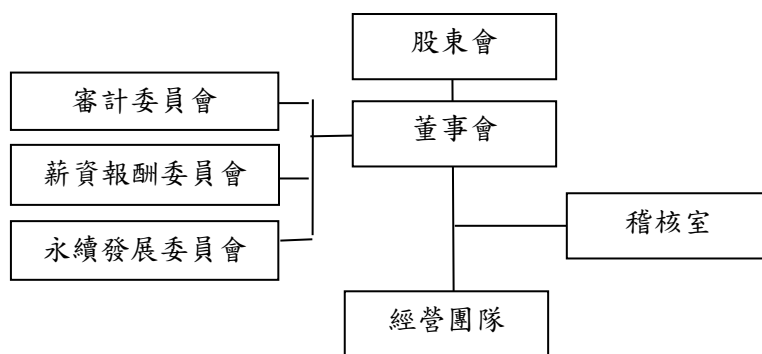 股東會
審計委員會
董事會
薪資報酬委員會
稽核室
永續發展委員會
經營團隊